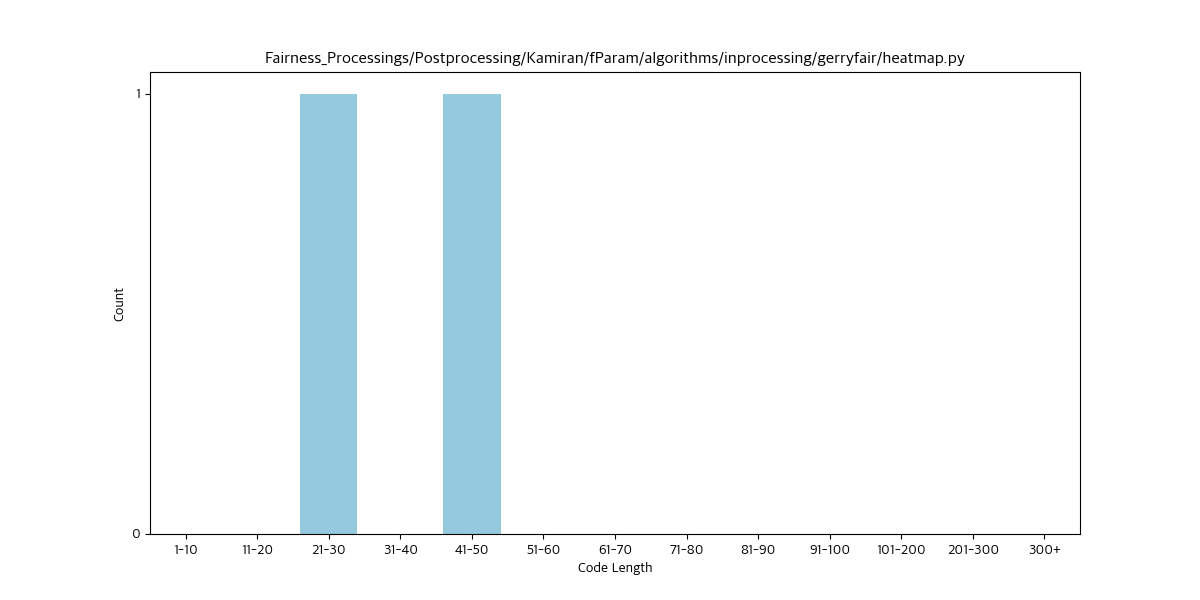 Fairness_Processings/Postprocessing/Kamiran/fParam/algorithms/inprocessing/gerryfair/heatmap.py
1
Count
0
1-10 11-20 21-30 31-40 41-50 51-60 61-70 71-80 81-90 91-100 101-200 201-300 300+
Code Length